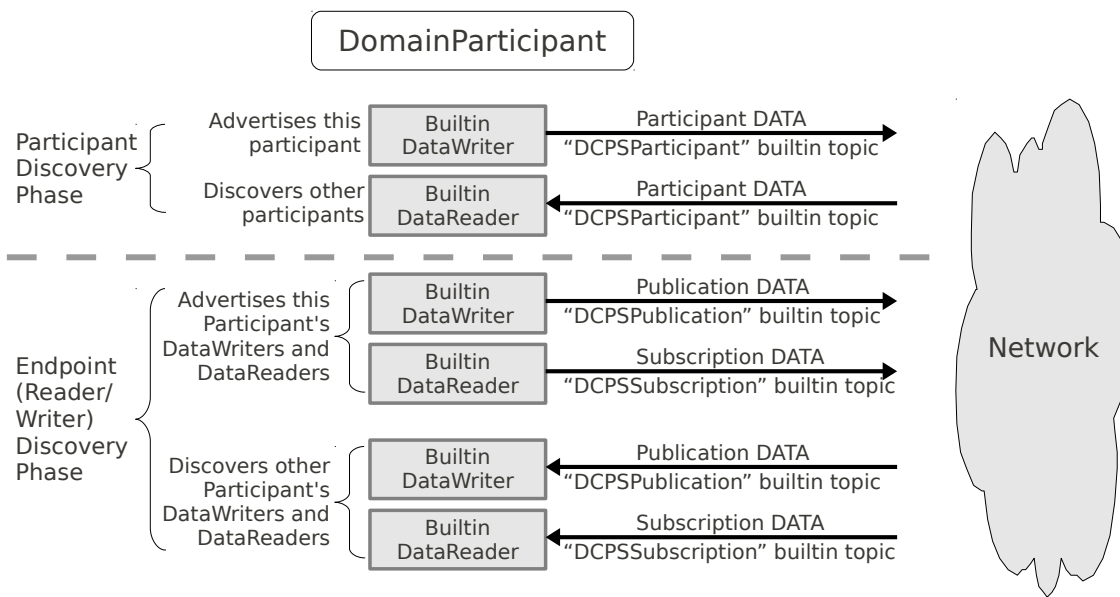 DomainParticipant
Participant
Discovery
Phase
Advertises this
participant
Builtin
DataWriter
Participant DATA
“DCPSParticipant” builtin topic
Discovers other
participants
Builtin
DataReader
Participant DATA
“DCPSParticipant” builtin topic
Endpoint
(Reader/
Writer)
Discovery
Phase
Advertises this
Participant's
DataWriters and
DataReaders
Builtin
DataWriter
Publication DATA
“DCPSPublication” builtin topic
Builtin
DataReader
Subscription DATA
“DCPSSubscription” builtin topic
Discovers other
Participant's
DataWriters and
DataReaders
Builtin
DataWriter
Publication DATA
“DCPSPublication” builtin topic
Builtin
DataReader
Subscription DATA
“DCPSSubscription” builtin topic
Network